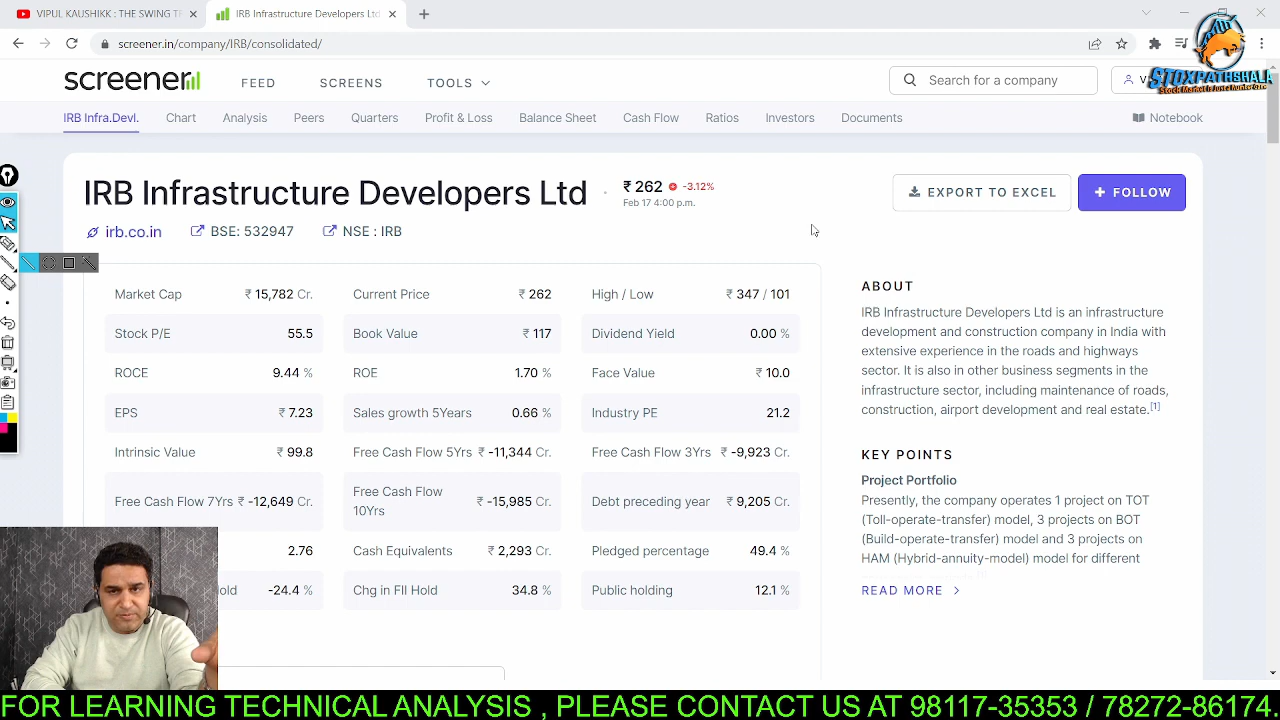 VIPUL KAUSHIKK : THE SWING TR
IRB Infrastructure Developers Ltd
screener.in/company/IRB/consolidated/
STOXPATHSHALA
screener
FEED
SCREENS
TOOLS
Search for a company
V
IRB Infra.Devl.
Chart
Analysis
Peers
Quarters
Profit & Loss
Balance Sheet
Cash Flow
Ratios
Investors
Documents
Notebook
IRB Infrastructure Developers Ltd
₹ 262 -3.12%
Feb 17 4:00 p.m.
EXPORT TO EXCEL
+ FOLLOW
irb.co.in
BSE: 532947
NSE : IRB
Market Cap ₹ 15,782 Cr.
Current Price ₹ 262
High / Low ₹ 347 / 101
Stock P/E 55.5
Book Value ₹ 117
Dividend Yield 0.00 %
ROCE 9.44 %
ROE 1.70 %
Face Value ₹ 10.0
EPS ₹ 7.23
Sales growth 5Years 0.66 %
Industry PE 21.2
Intrinsic Value ₹ 99.8
Free Cash Flow 5Yrs ₹ -11,344 Cr.
Free Cash Flow 3Yrs ₹ -9,923 Cr.
Free Cash Flow 7Yrs ₹ -12,649 Cr.
Free Cash Flow
10Yrs
₹ -15,985 Cr.
Debt preceding year ₹ 9,205 Cr.
2.76
Cash Equivalents ₹ 2,293 Cr.
Pledged percentage 49.4 %
old -24.4 %
Chg in FII Hold 34.8 %
Public holding 12.1 %
ABOUT
IRB Infrastructure Developers Ltd is an infrastructure
development and construction company in India with
extensive experience in the roads and highways
sector. It is also in other business segments in the
infrastructure sector, including maintenance of roads,
construction, airport development and real estate.[1]
KEY POINTS
Project Portfolio
Presently, the company operates 1 project on TOT
(Toll-operate-transfer) model, 3 projects on BOT
(Build-operate-transfer) model and 3 projects on
HAM (Hybrid-annuity-model) model for different
READ MORE
FOR LEARNING TECHNICAL ANALYSIS , PLEASE CONTACT US AT 98117-35353 / 78272-86174.